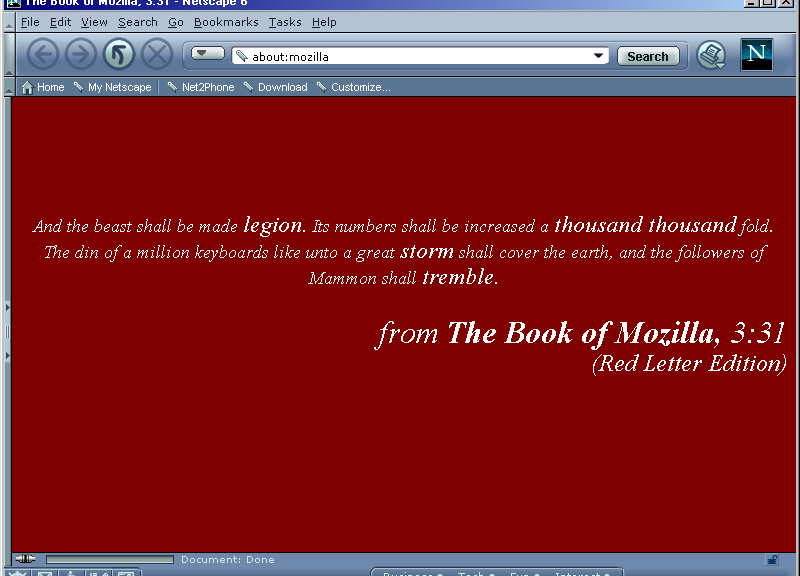 The Book of Mozilla, 3:31 - Netscape 6
File Edit View Search Go Bookmarks Tasks Help
about:mozilla Search N
Home My Netscape Net2Phone Download Customize...
And the beast shall be made legion. Its numbers shall be increased a thousand thousand fold.
The din of a million keyboards like unto a great storm shall cover the earth, and the followers of
Mammon shall tremble.
from The Book of Mozilla, 3:31
(Red Letter Edition)
Document: Done
Business Tech Fun Interact